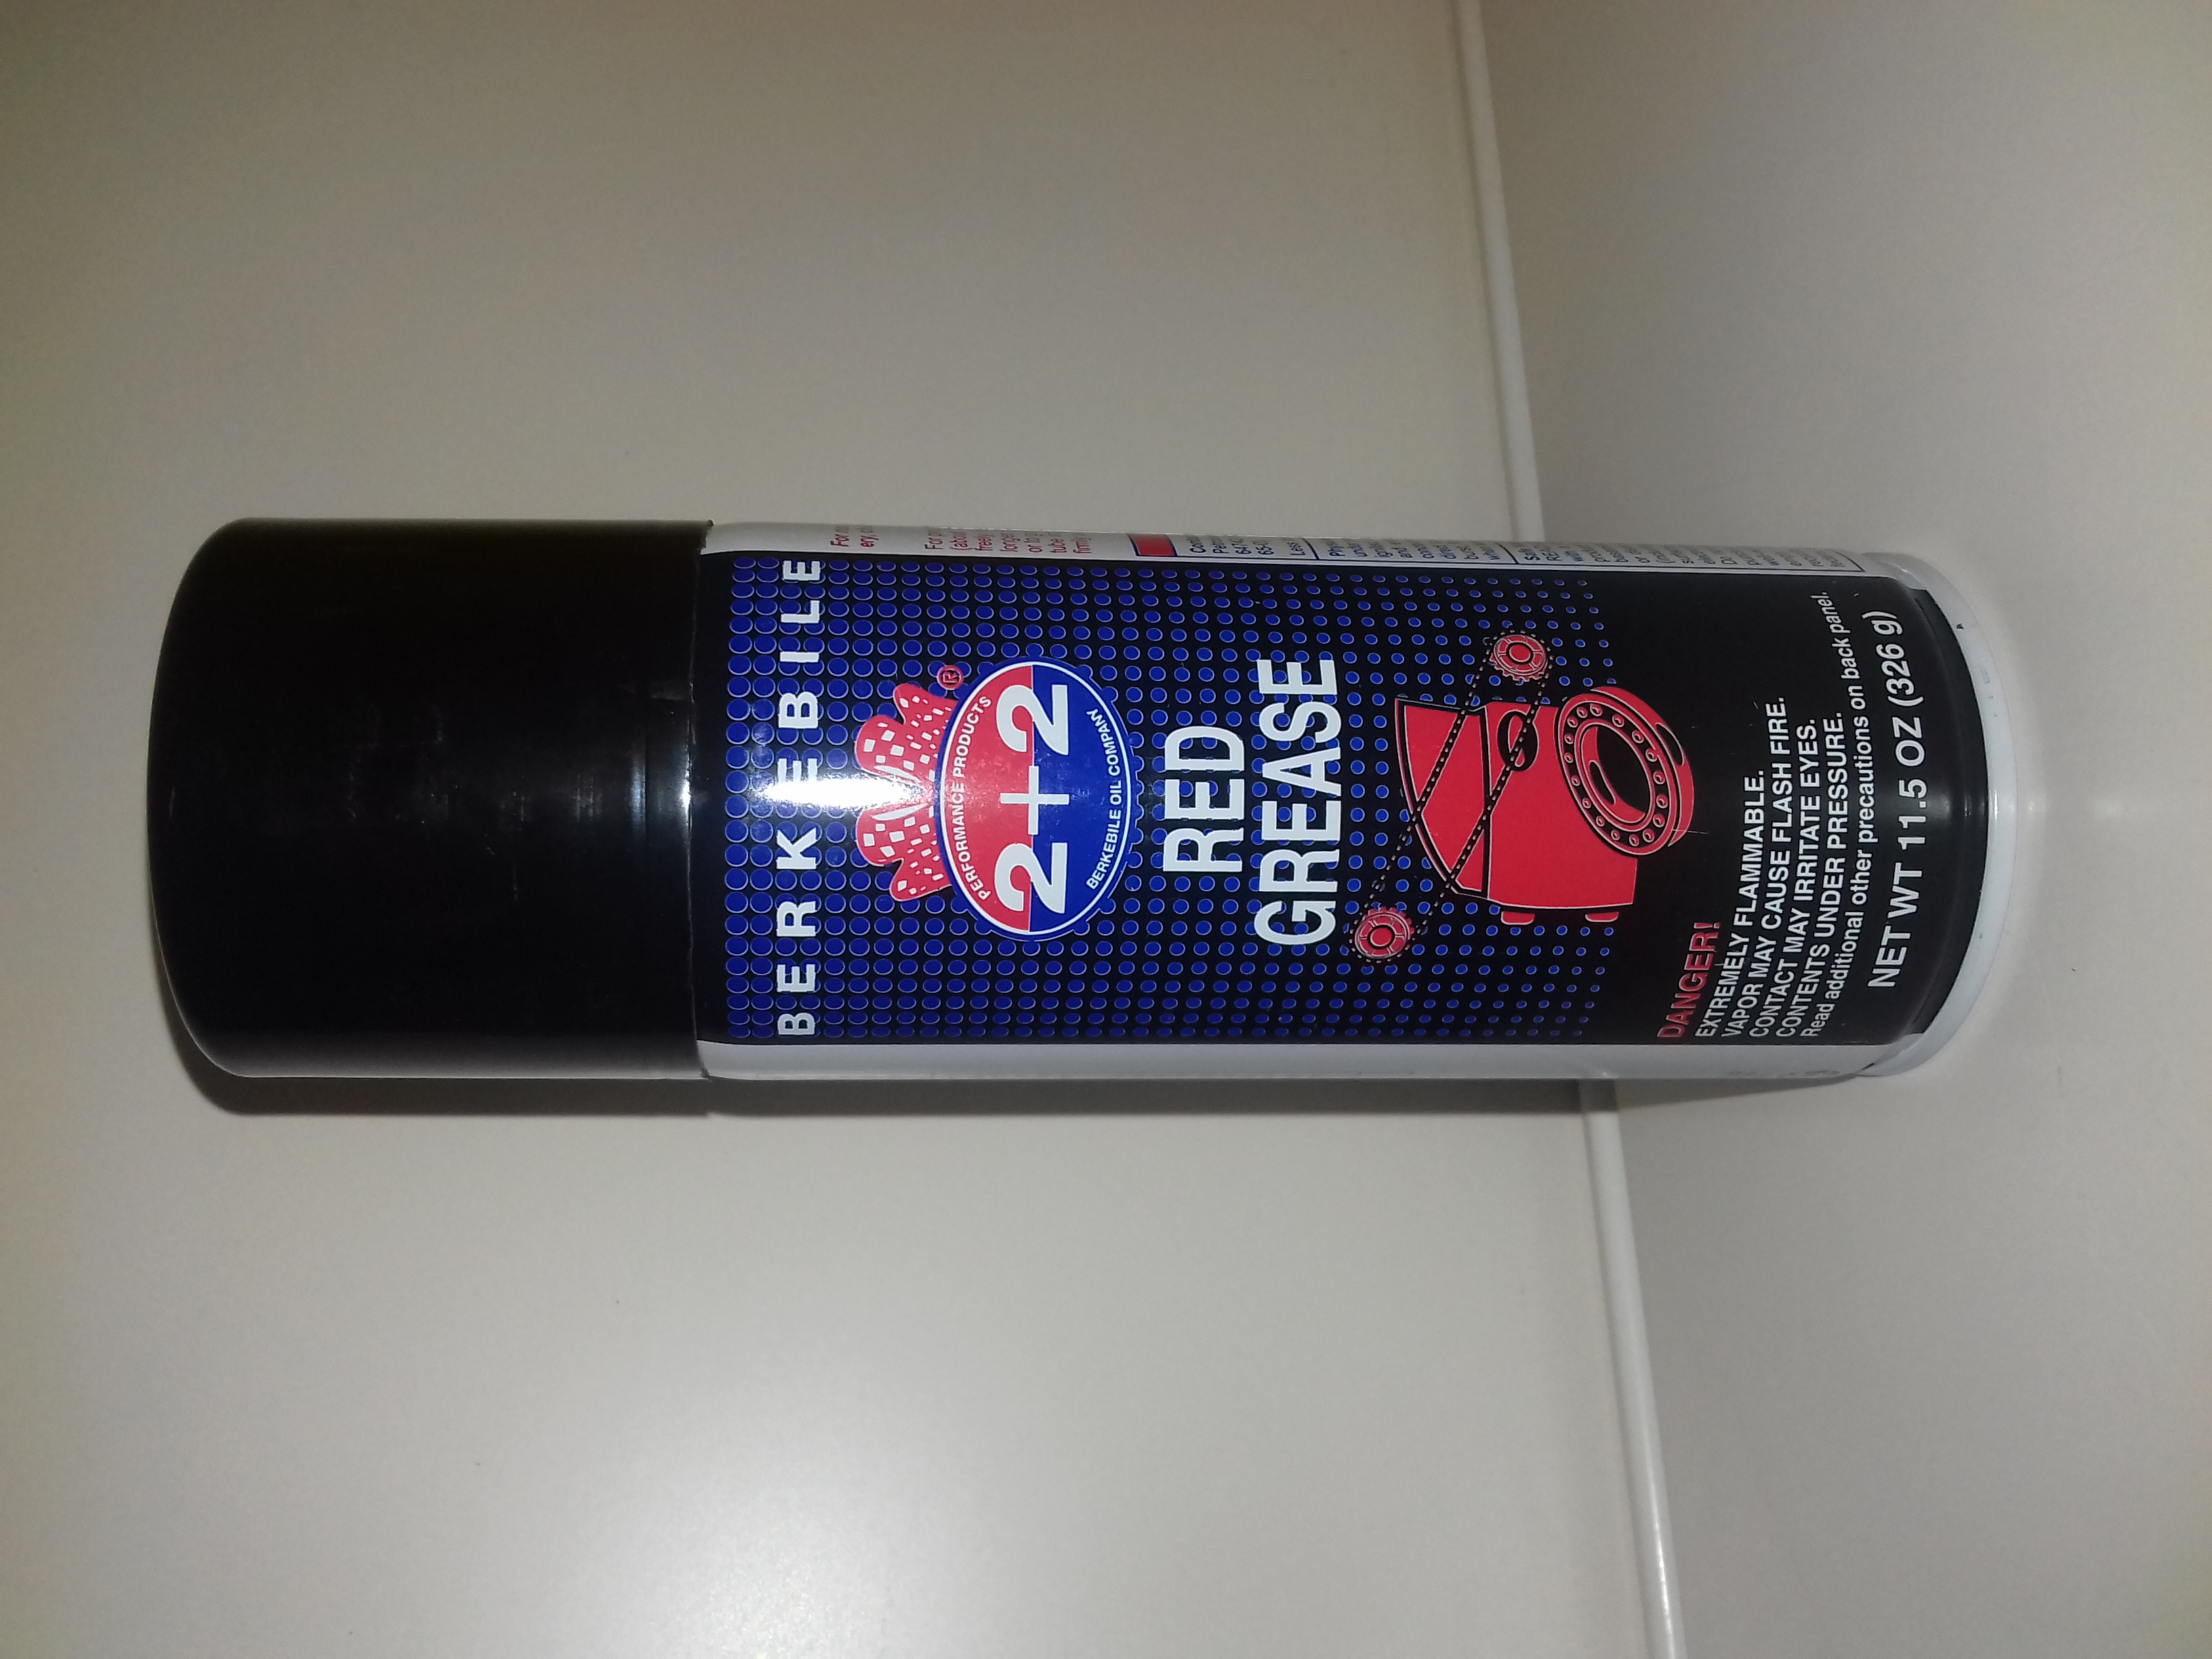 BERKEBILE
®
PERFORMANCE PRODUCTS
2+2
BERKEBILE OIL COMPANY
RED
GREASE
DANGER!
EXTREMELY FLAMMABLE.
VAPOR MAY CAUSE FLASH FIRE.
CONTACT MAY IRRITATE EYES.
CONTENTS UNDER PRESSURE.
Read additional other precautions on back panel.
NET WT 11.5 OZ (326 g)